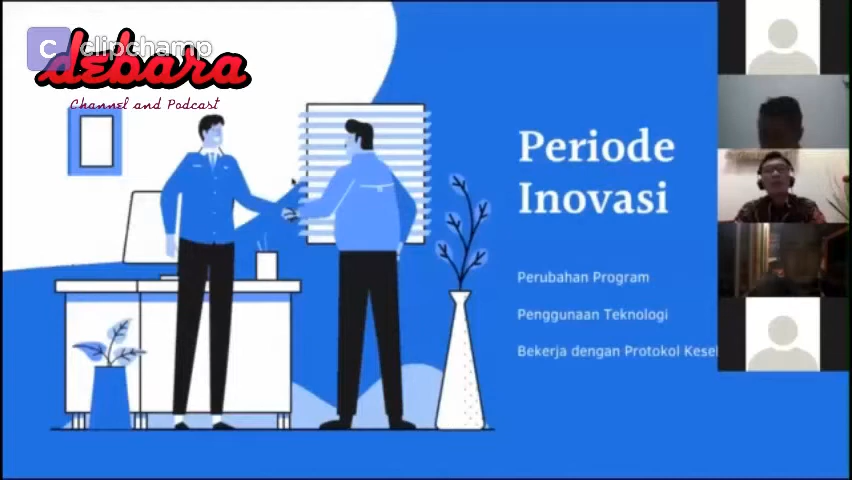 C clipchamp
debara
Channel and Podcast
Periode
Inovasi
Perubahan Program
Penggunaan Teknologi
Bekerja dengan Protokol Kese